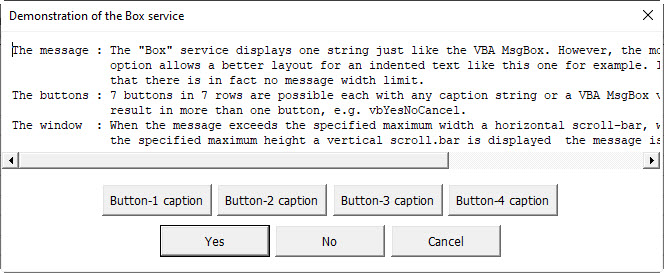 Demonstration of the Box service
The message : The "Box" service displays one string just like the VBA MsgBox. However, the mo
option allows a better layout for an indented text like this one for example. I
that there is in fact no message width limit.
The buttons : 7 buttons in 7 rows are possible each with any caption string or a VBA MsgBox v
result in more than one button, e.g. vbYesNoCancel.
The window : When the message exceeds the specified maximum width a horizontal scroll-bar, w
the specified maximum height a vertical scroll.bar is displayed the message is
Button-1 caption Button-2 caption Button-3 caption Button-4 caption
Yes No Cancel